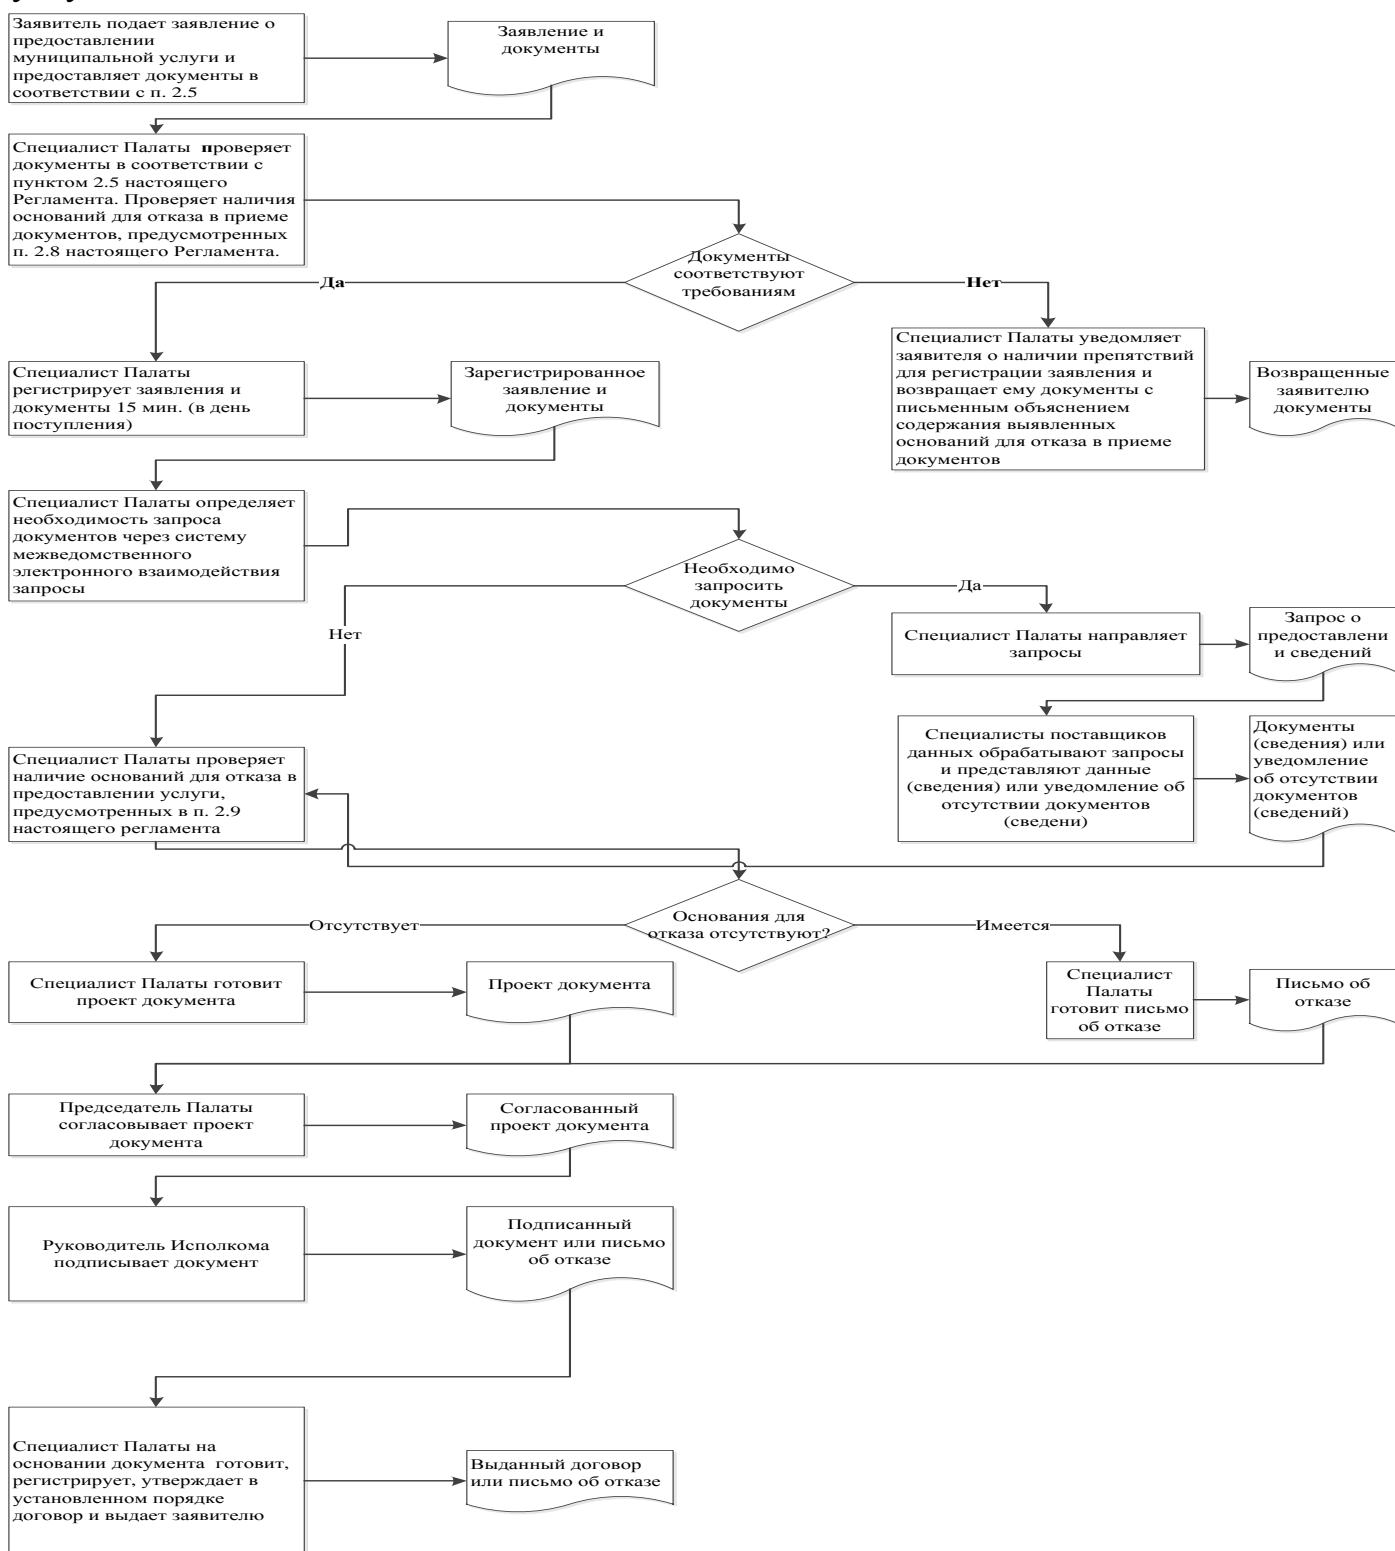 Заявитель подает заявление о
предоставлении
муниципальной услуги и
предоставляет документы в
соответствии с п. 2.5
Заявление и
документы
Специалист Палаты проверяет
документы в соответствии с
пунктом 2.5 настоящего
Регламента. Проверяет наличия
оснований для отказа в приеме
документов, предусмотренных
п. 2.8 настоящего Регламента.
Документы
соответствуют
требованиям
Да
Нет
Специалист Палаты
регистрирует заявления и
документы 15 мин. (в день
поступления)
Зарегистрированное
заявление и
документы
Специалист Палаты уведомляет
заявителя о наличии препятствий
для регистрации заявления и
возвращает ему документы с
письменным объяснением
содержания выявленных
оснований для отказа в приеме
документов
Возвращенные
заявителю
документы
Специалист Палаты определяет
необходимость запроса
документов через систему
межведомственного
электронного взаимодействия
запросы
Необходимо
запросить
документы
Да
Нет
Специалист Палаты направляет
запросы
Запрос о
предоставлени
и сведений
Специалист Палаты проверяет
наличие оснований для отказа в
предоставлении услуги,
предусмотренных в п. 2.9
настоящего регламента
Специалисты поставщиков
данных обрабатывают запросы
и представляют данные
(сведения) или уведомление об
отсутствии документов
(сведени)
Документы
(сведения) или
уведомление
об отсутствии
документов
(сведений)
Основания для
отказа отсутствуют?
Отсутствует
Имеется
Специалист Палаты готовит
проект документа
Проект документа
Специалист
Палаты
готовит письмо
об отказе
Письмо об
отказе
Председатель Палаты
согласовывает проект
документа
Согласованный
проект документа
Руководитель Исполкома
подписывает документ
Подписанный
документ или письмо
об отказе
Специалист Палаты на
основании документа готовит,
регистрирует, утверждает в
установленном порядке
договор и выдает заявителю
Выданный договор
или письмо об отказе